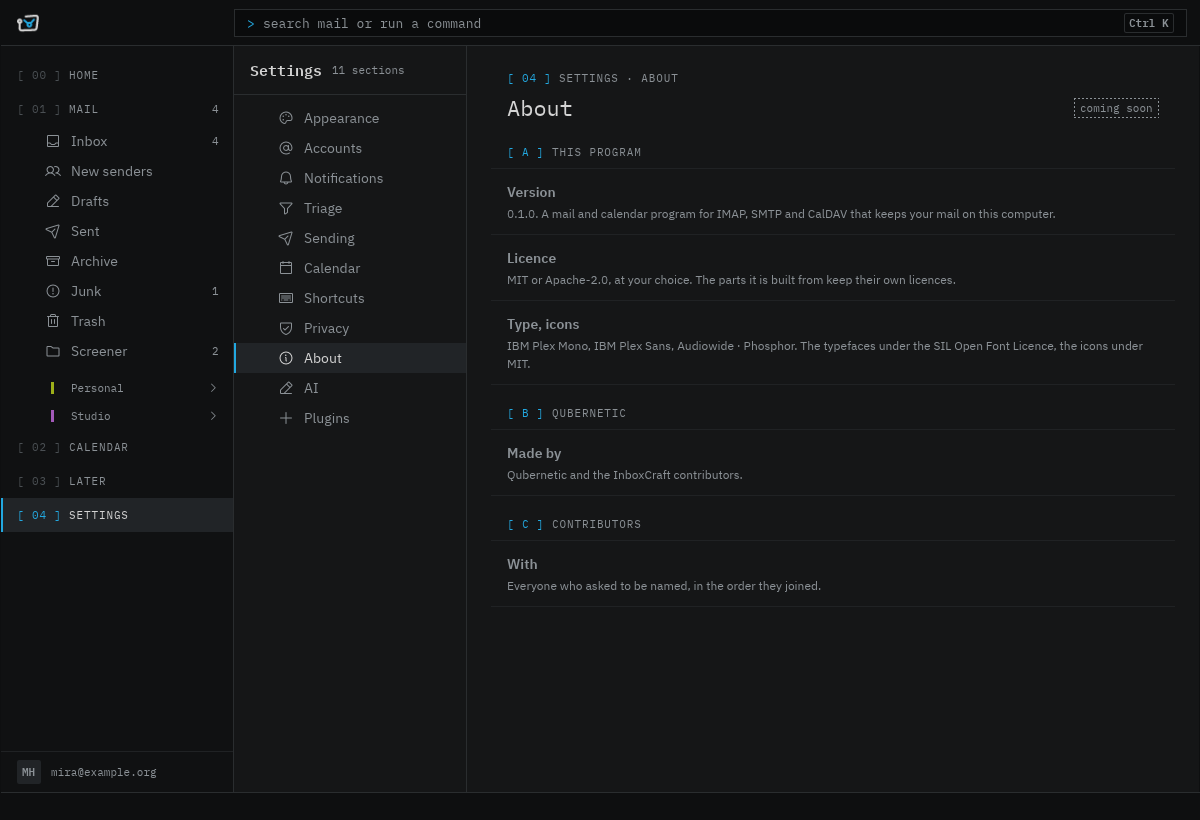 > search mail or run a command
Ctrl K
[ 00 ] HOME
[ 01 ] MAIL 4
Inbox 4
New senders
Drafts
Sent
Archive
Junk 1
Trash
Screener 2
Personal
Studio
[ 02 ] CALENDAR
[ 03 ] LATER
[ 04 ] SETTINGS
MH mira@example.org
Settings 11 sections
Appearance
Accounts
Notifications
Triage
Sending
Calendar
Shortcuts
Privacy
About
AI
Plugins
[ 04 ] SETTINGS · ABOUT
About
coming soon
[ A ] THIS PROGRAM
Version
0.1.0. A mail and calendar program for IMAP, SMTP and CalDAV that keeps your mail on this computer.
Licence
MIT or Apache-2.0, at your choice. The parts it is built from keep their own licences.
Type, icons
IBM Plex Mono, IBM Plex Sans, Audiowide · Phosphor. The typefaces under the SIL Open Font Licence, the icons under
MIT.
[ B ] QUBERNETIC
Made by
Qubernetic and the InboxCraft contributors.
[ C ] CONTRIBUTORS
With
Everyone who asked to be named, in the order they joined.